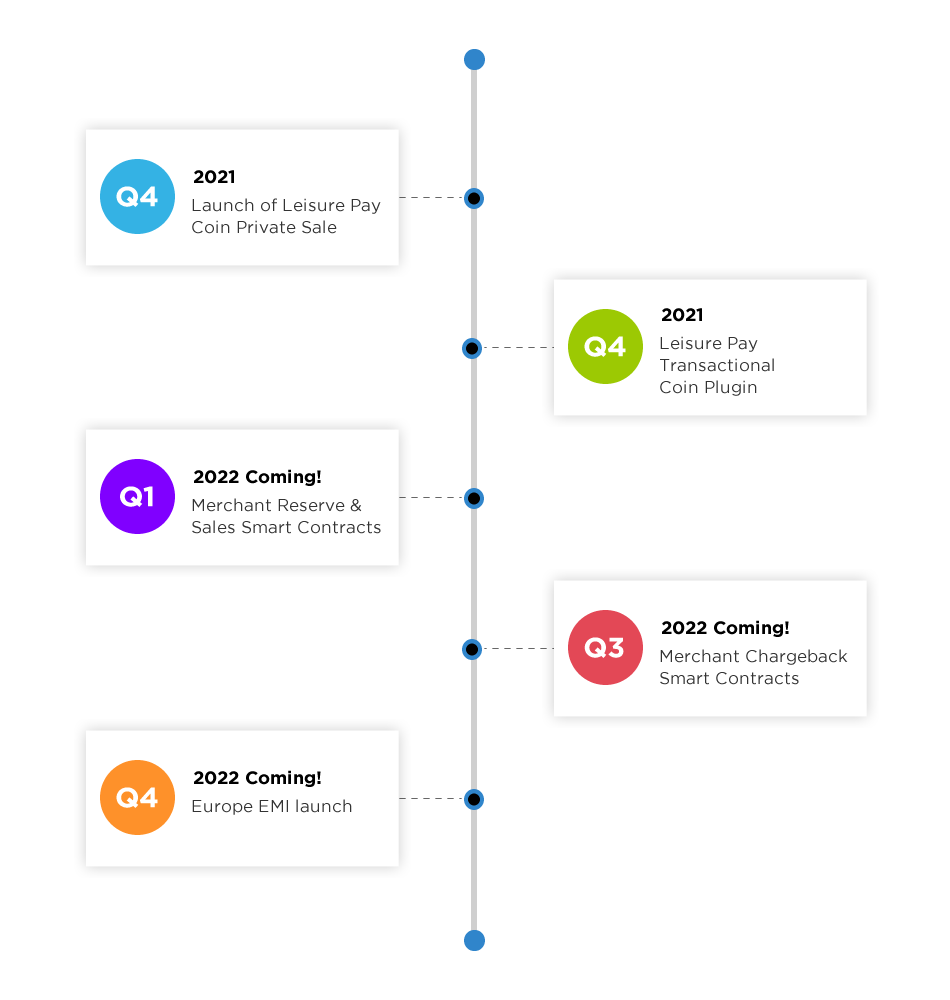 Q4
2021
Launch of Leisure Pay
Coin Private Sale
Q4
2021
Leisure Pay
Transactional
Coin Plugin
Q1
2022 Coming!
Merchant Reserve &
Sales Smart Contracts
Q3
2022 Coming!
Merchant Chargeback
Smart Contracts
Q4
2022 Coming!
Europe EMI launch